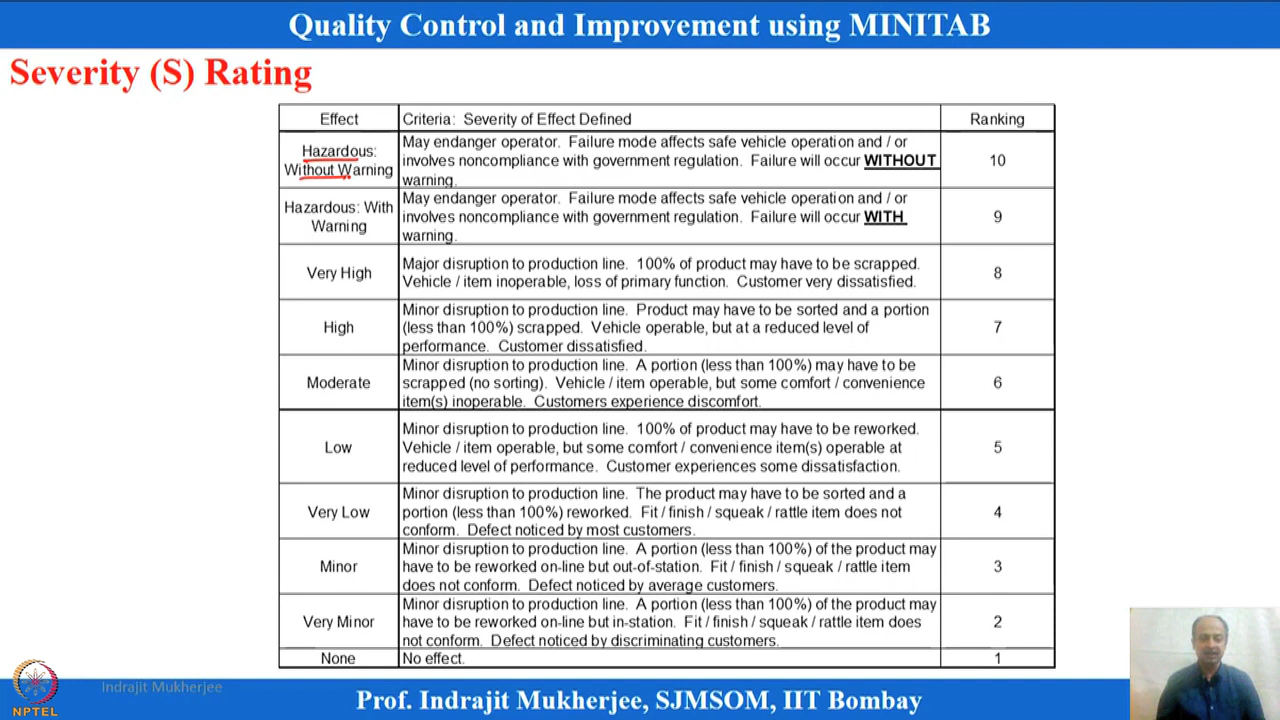 Quality Control and Improvement using MINITAB
Severity (S) Rating
Effect
Criteria: Severity of Effect Defined
Ranking
Hazardous:
Without Warning
May endanger operator. Failure mode affects safe vehicle operation and / or
involves noncompliance with government regulation. Failure will occur WITHOUT
warning.
10
Hazardous: With
Warning
May endanger operator. Failure mode affects safe vehicle operation and / or
involves noncompliance with government regulation. Failure will occur WITH
warning.
9
Very High
Major disruption to production line. 100% of product may have to be scrapped.
Vehicle / item inoperable, loss of primary function. Customer very dissatisfied.
8
High
Minor disruption to production line. Product may have to be sorted and a portion
(less than 100%) scrapped. Vehicle operable, but at a reduced level of
performance. Customer dissatisfied.
7
Moderate
Minor disruption to production line. A portion (less than 100%) may have to be
scrapped (no sorting). Vehicle / item operable, but some comfort / convenience
item(s) inoperable. Customers experience discomfort.
6
Low
Minor disruption to production line. 100% of product may have to be reworked.
Vehicle / item operable, but some comfort / convenience item(s) operable at
reduced level of performance. Customer experiences some dissatisfaction.
5
Very Low
Minor disruption to production line. The product may have to be sorted and a
portion (less than 100%) reworked. Fit / finish / squeak / rattle item does not
conform. Defect noticed by most customers.
4
Minor
Minor disruption to production line. A portion (less than 100%) of the product may
have to be reworked on-line but out-of-station. Fit / finish / squeak / rattle item
does not conform. Defect noticed by average customers.
3
Very Minor
Minor disruption to production line. A portion (less than 100%) of the product may
have to be reworked on-line but in-station. Fit / finish / squeak / rattle item does
not conform. Defect noticed by discriminating customers.
2
None
No effect.
1
Indrajit Mukherjee
NPTEL
Prof. Indrajit Mukherjee, SJMSOM, IIT Bombay